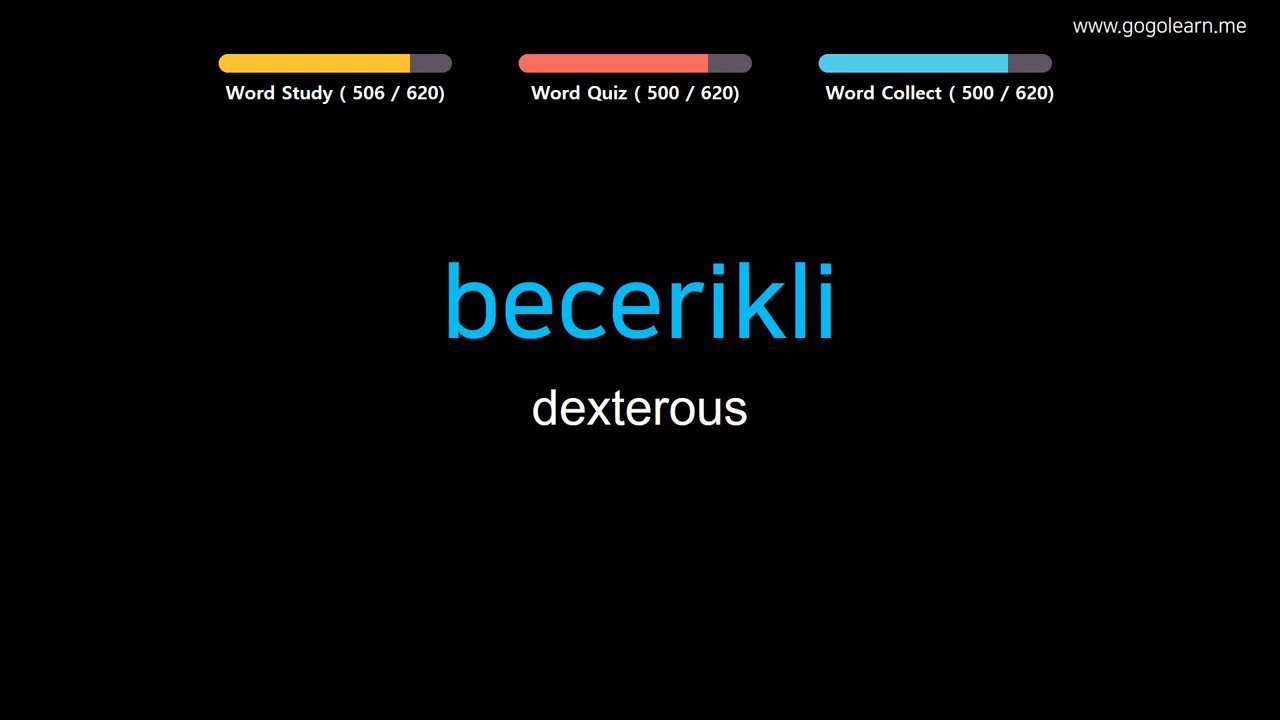 www.gogolearn.me
Word Study ( 506 / 620)
Word Quiz ( 500 / 620)
Word Collect ( 500 / 620)
becerikli
dexterous